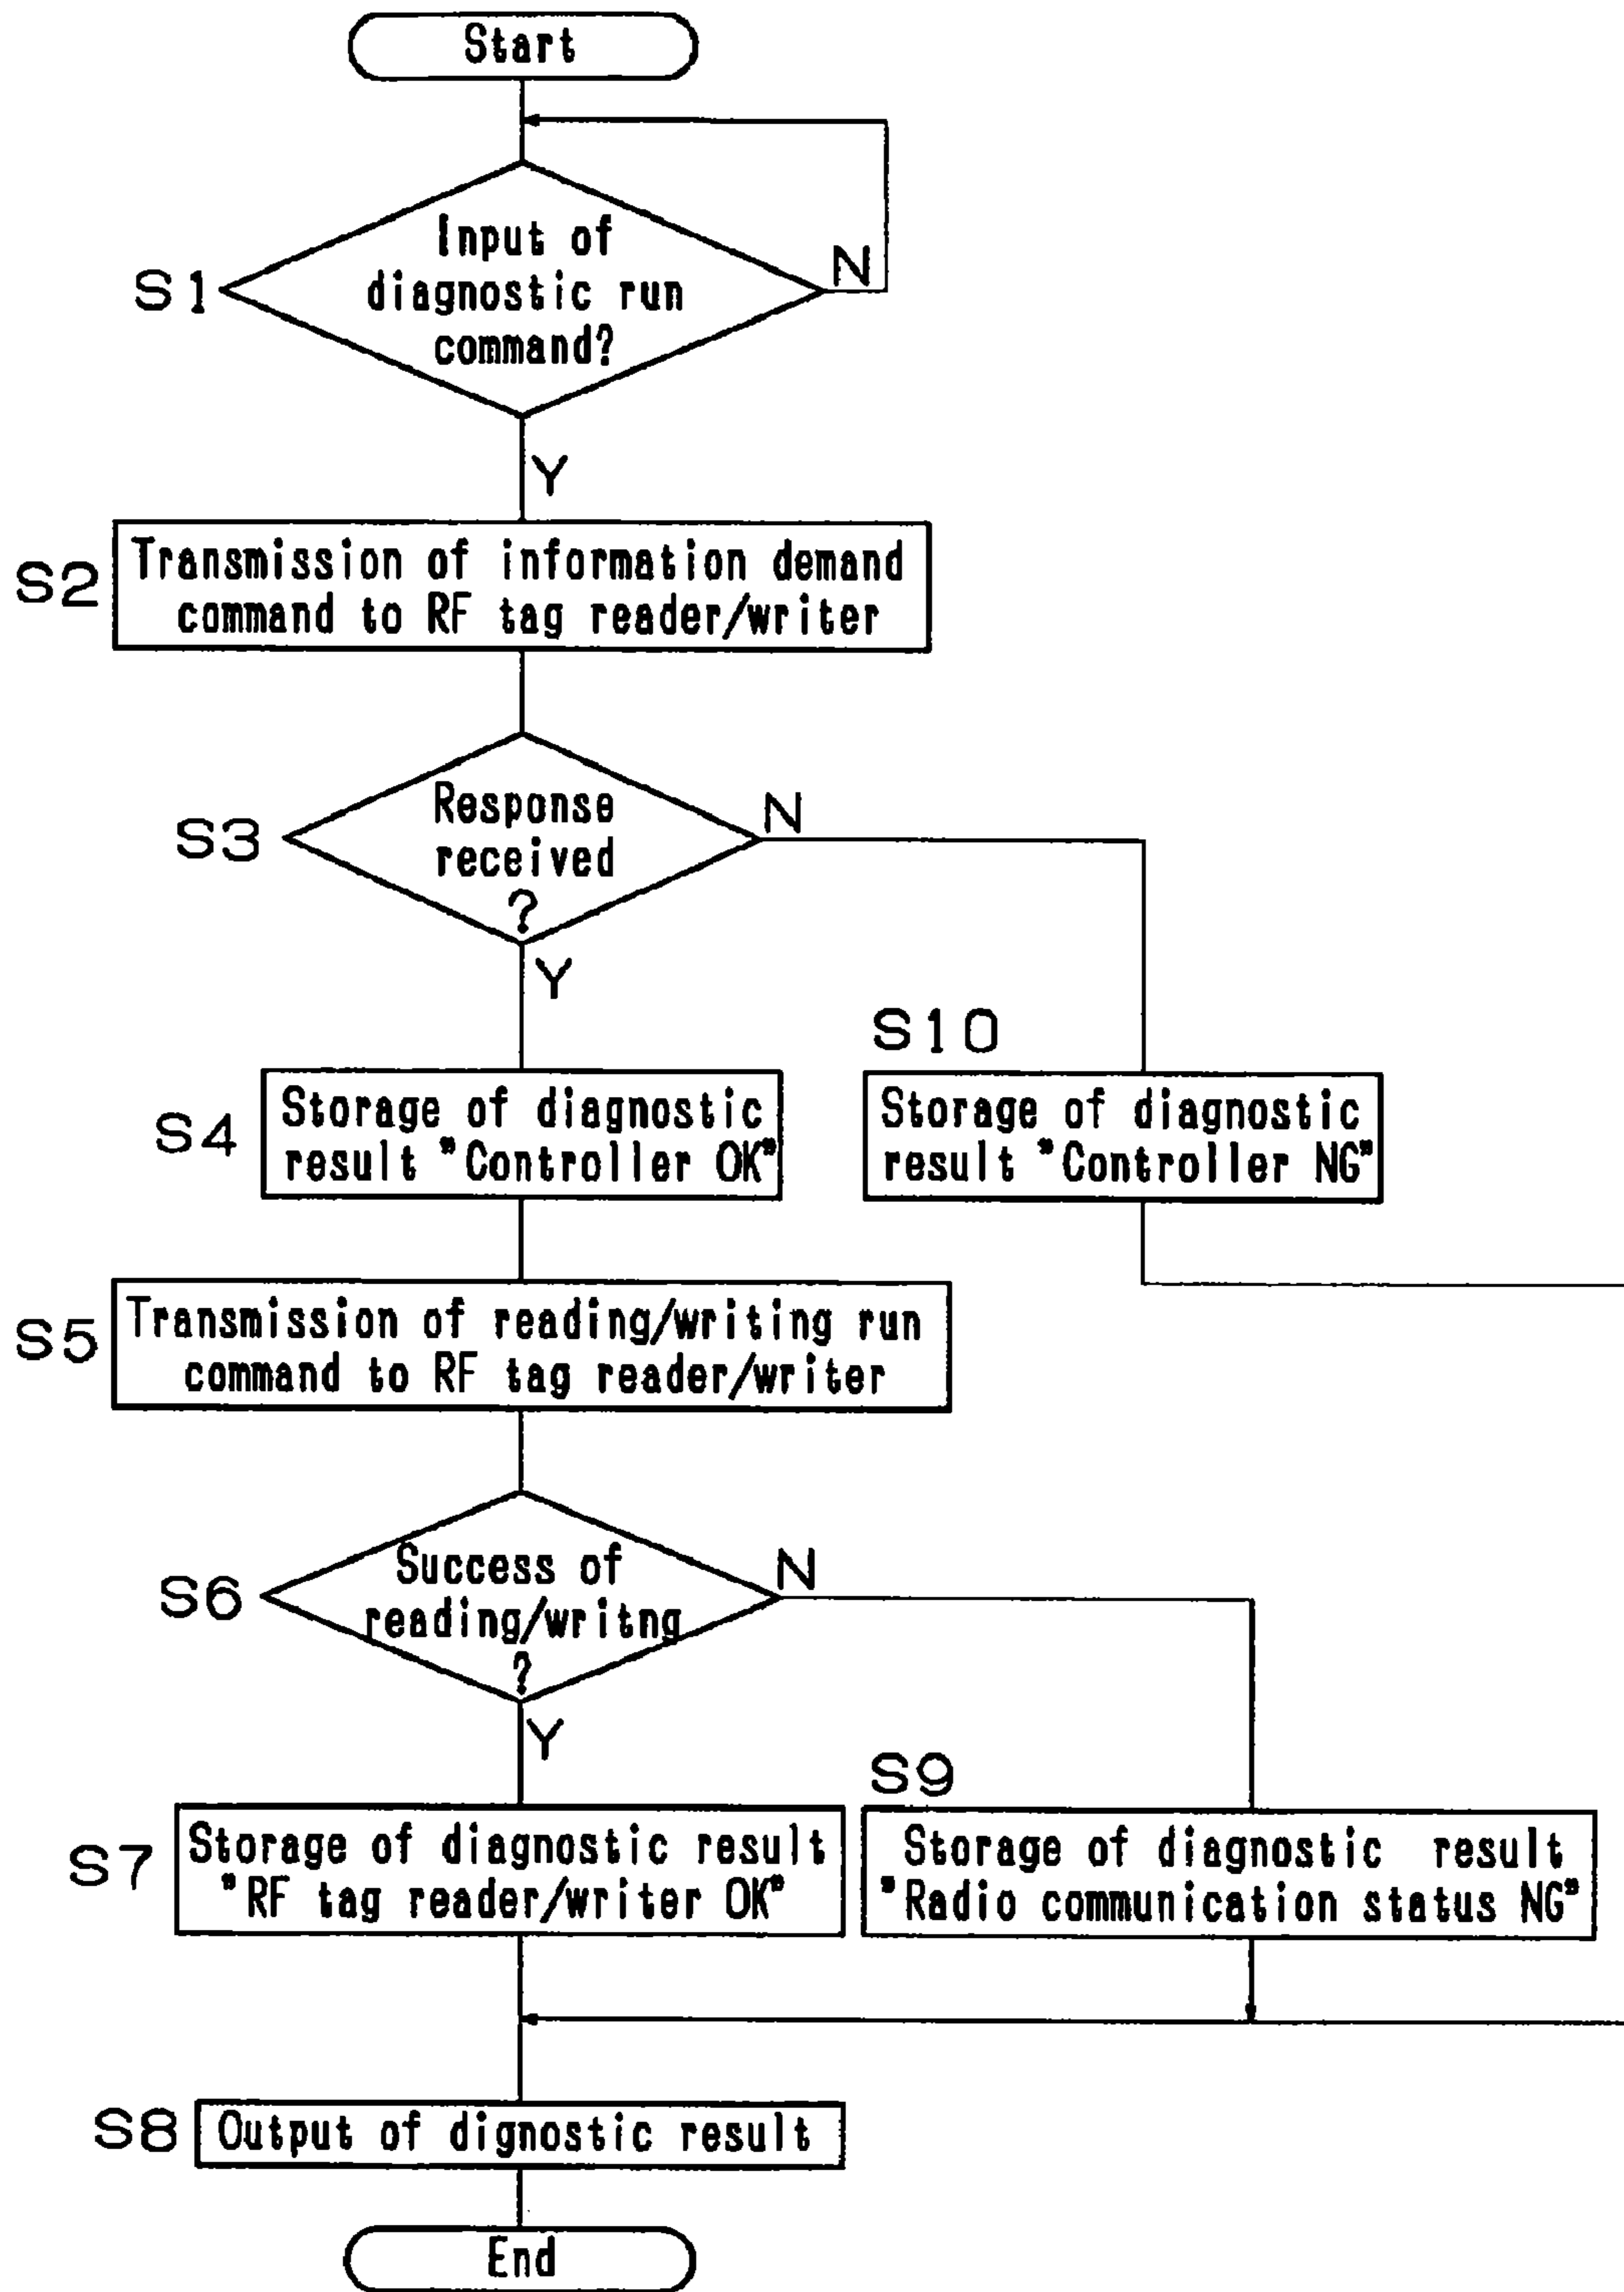 Start
Input of
diagnostic run
command?
S1
N
Y
S2
Transmission of information demand
command to RF tag reader/writer
S3
Response
received
?
N
Y
S10
S4
Storage of diagnostic
result "Controller OK"
Storage of diagnostic
result "Controller NG"
S5
Transmission of reading/writing run
command to RF tag reader/writer
S6
Success of
reading/writng
?
N
Y
S9
S7
Storage of diagnostic result
"RF tag reader/writer OK"
Storage of diagnostic result
"Radio communication status NG"
S8
Output of dignostic result
End